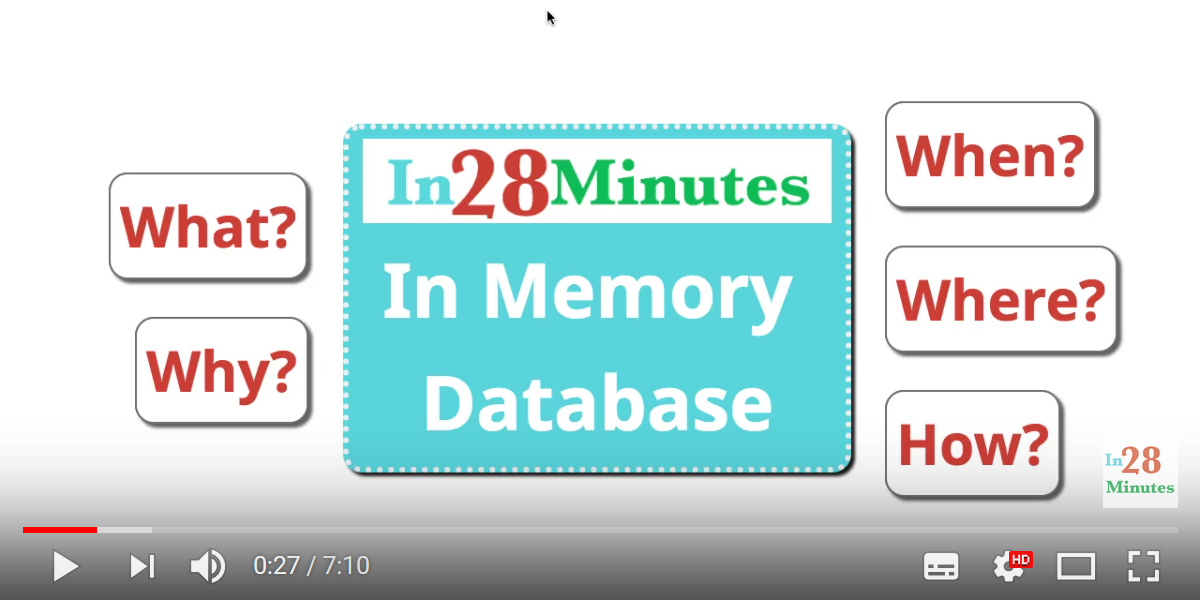 What?
Why?
In28Minutes
In Memory
Database
When?
Where?
How?
In28
Minutes
0:27 / 7:10
HD